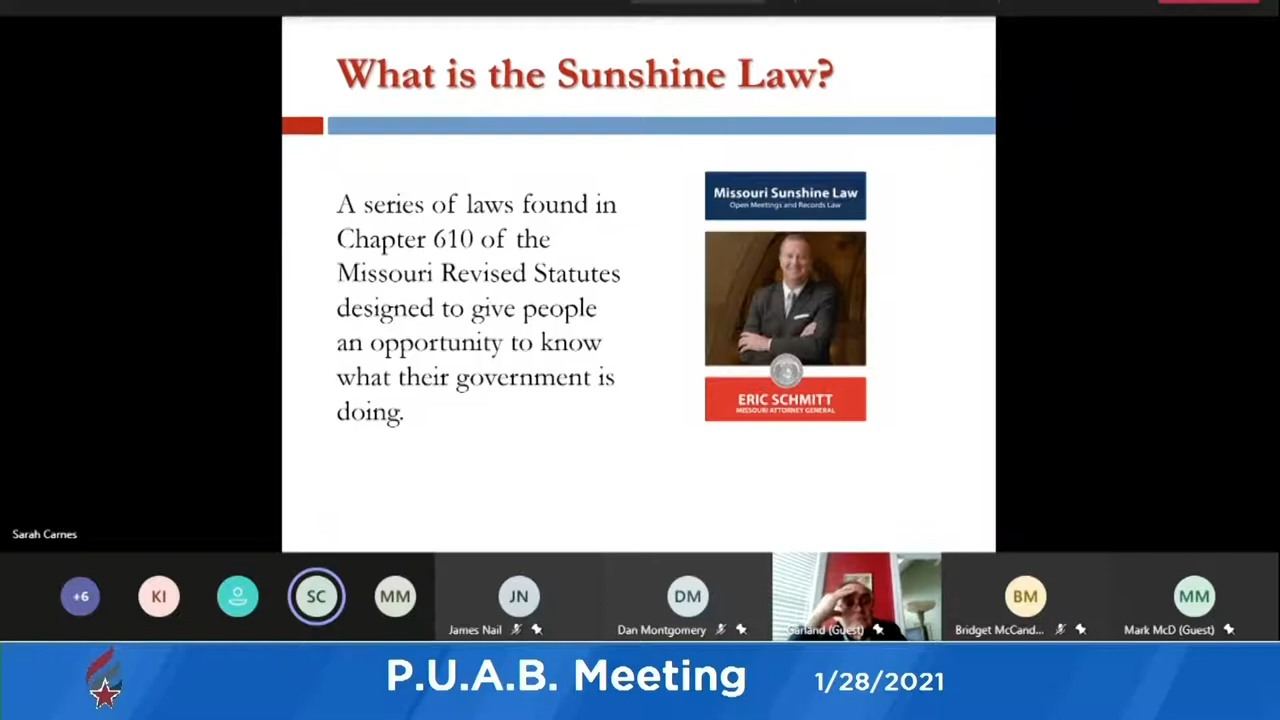 What is the Sunshine Law?
A series of laws found in
Chapter 610 of the
Missouri Revised Statutes
designed to give people
an opportunity to know
what their government is
doing.
Missouri Sunshine Law
Open Meetings and Records Law
ERIC SCHMITT
MISSOURI ATTORNEY GENERAL
Sarah Carnes
+6
KI
SC
MM
JN
James Nail
DM
Dan Montgomery
Garland (Guest)
BM
Bridget McCand...
MM
Mark McD (Guest)
P.U.A.B. Meeting
1/28/2021